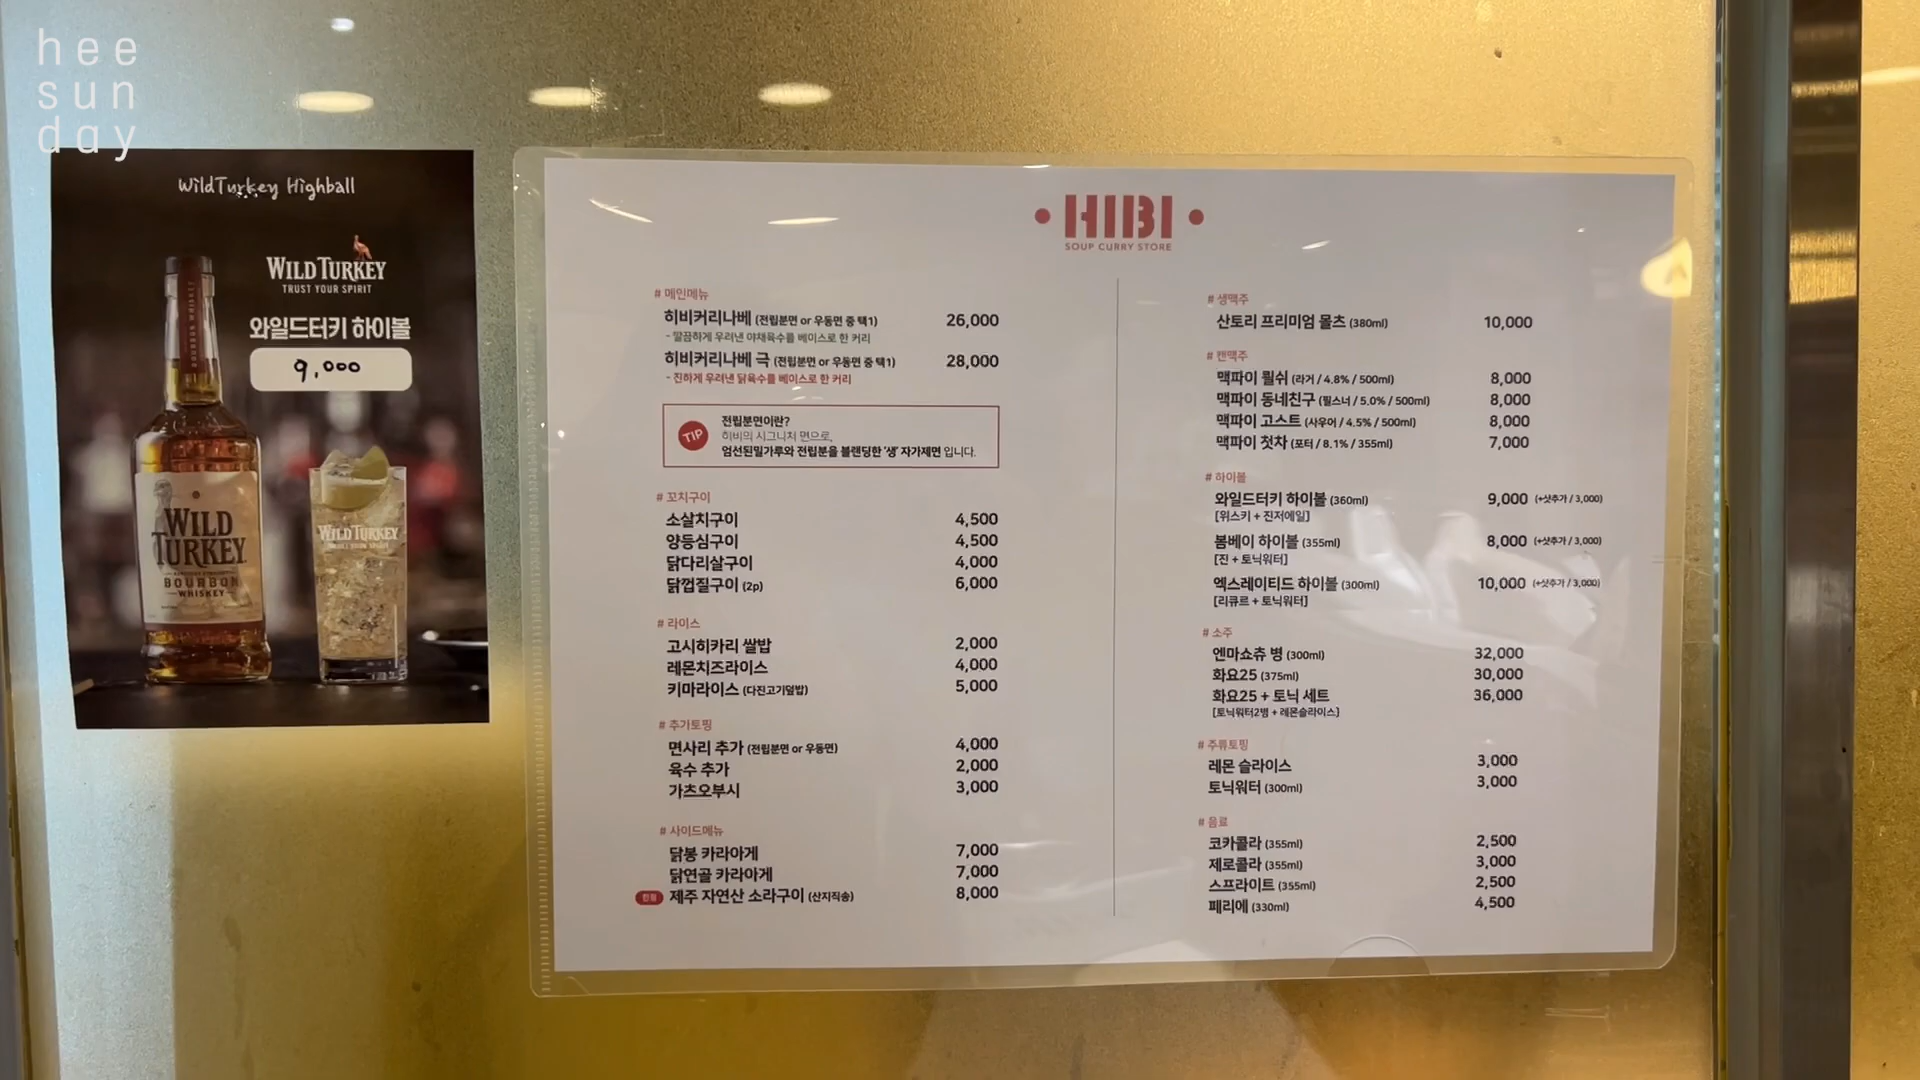 hee
sun
day
WildTurkey Highball
WILD TURKEY
TRUST YOUR SPIRIT
와일드터키 하이볼
9,000
WILD
TURKEY
BOURBON
WHISKEY
WILD TURKEY
• HIBI •
SOUP CURRY STORE
# 메인메뉴
히비커리나베 (전립분면 or 우동면 중 택1) 26,000
- 깔끔하게 우려낸 야채육수를 베이스로 한 커리
히비커리나베 극 (전립분면 or 우동면 중 택1) 28,000
- 진하게 우려낸 닭육수를 베이스로 한 커리
TIP
전립분면이란?
히비의 시그니처 면으로,
엄선된밀가루와 전립분을 블랜딩한 '생' 자가제면 입니다.
# 꼬치구이
소살치구이 4,500
양등심구이 4,500
닭다리살구이 4,000
닭껍질구이 (2p) 6,000
# 라이스
고시히카리 쌀밥 2,000
레몬치즈라이스 4,000
키마라이스 (다진고기덮밥) 5,000
# 추가토핑
면사리 추가 (전립분면 or 우동면) 4,000
육수 추가 2,000
가츠오부시 3,000
# 사이드메뉴
닭봉 카라아게 7,000
닭연골 카라아게 7,000
제주 자연산 소라구이 (산지직송) 8,000
# 생맥주
산토리 프리미엄 몰츠 (380ml) 10,000
# 캔맥주
맥파이 퀄쉬 (라거 / 4.8% / 500ml) 8,000
맥파이 동네친구 (필스너 / 5.0% / 500ml) 8,000
맥파이 고스트 (사우어 / 4.5% / 500ml) 8,000
맥파이 첫차 (포터 / 8.1% / 355ml) 7,000
# 하이볼
와일드터키 하이볼 (360ml) 9,000 (+샷추가 / 3,000)
[위스키 + 진저에일]
봄베이 하이볼 (355ml) 8,000 (+샷추가 / 3,000)
[진 + 토닉워터]
엑스레이티드 하이볼 (300ml) 10,000 (+샷추가 / 3,000)
[리큐르 + 토닉워터]
# 소주
엔마쇼츄 병 (300ml) 32,000
화요25 (375ml) 30,000
화요25 + 토닉 세트 36,000
[토닉워터2병 + 레몬슬라이스]
# 주류토핑
레몬 슬라이스 3,000
토닉워터 (300ml) 3,000
# 음료
코카콜라 (355ml) 2,500
제로콜라 (355ml) 3,000
스프라이트 (355ml) 2,500
페리에 (330ml) 4,500